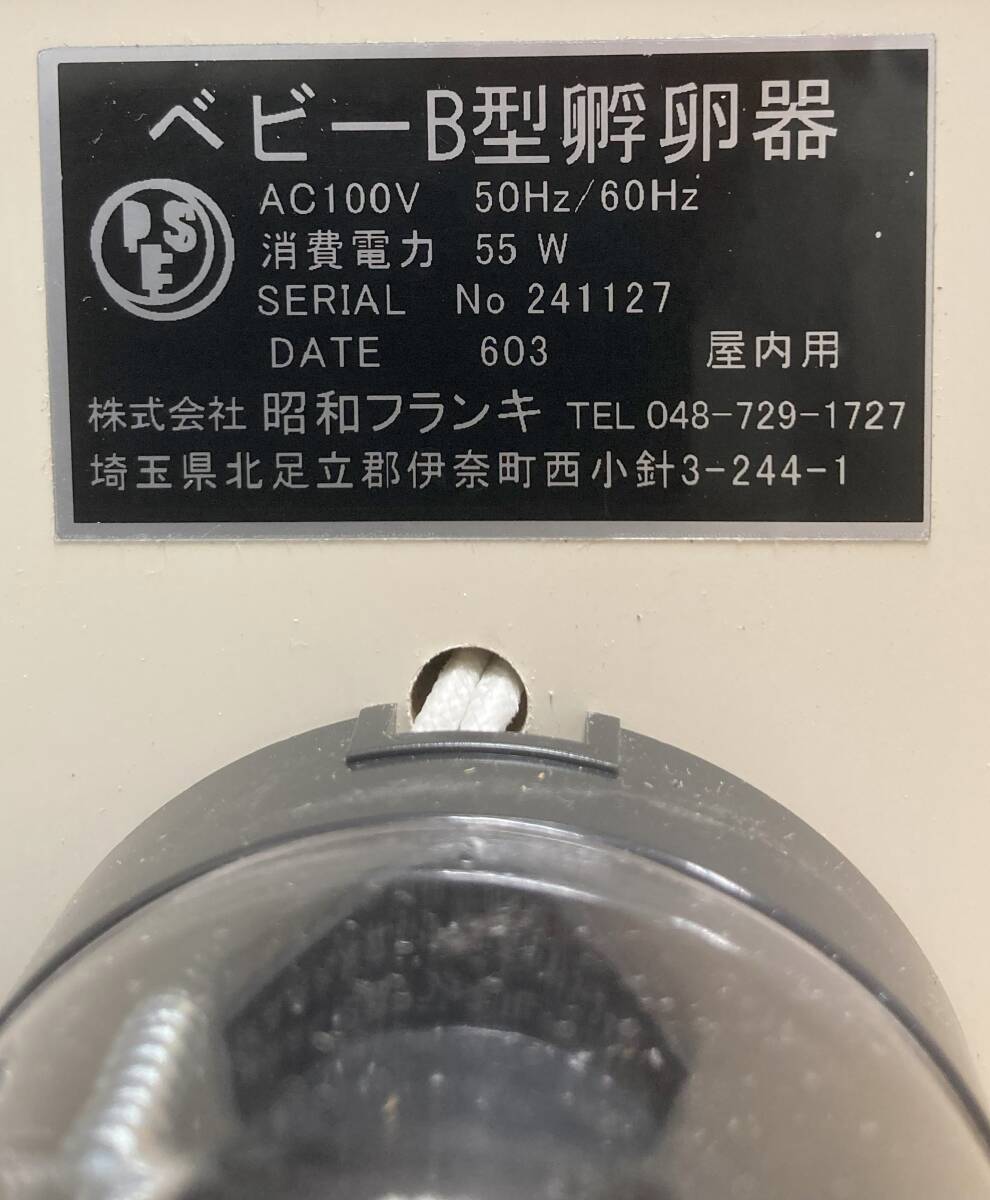 ベビーB型孵卵器
PSE
AC100V 50Hz/60Hz
消費電力 55W
SERIAL No 241127
DATE 603 屋内用
株式会社 昭和フランキ TEL 048-729-1727
埼玉県北足立郡伊奈町西小針3-244-1